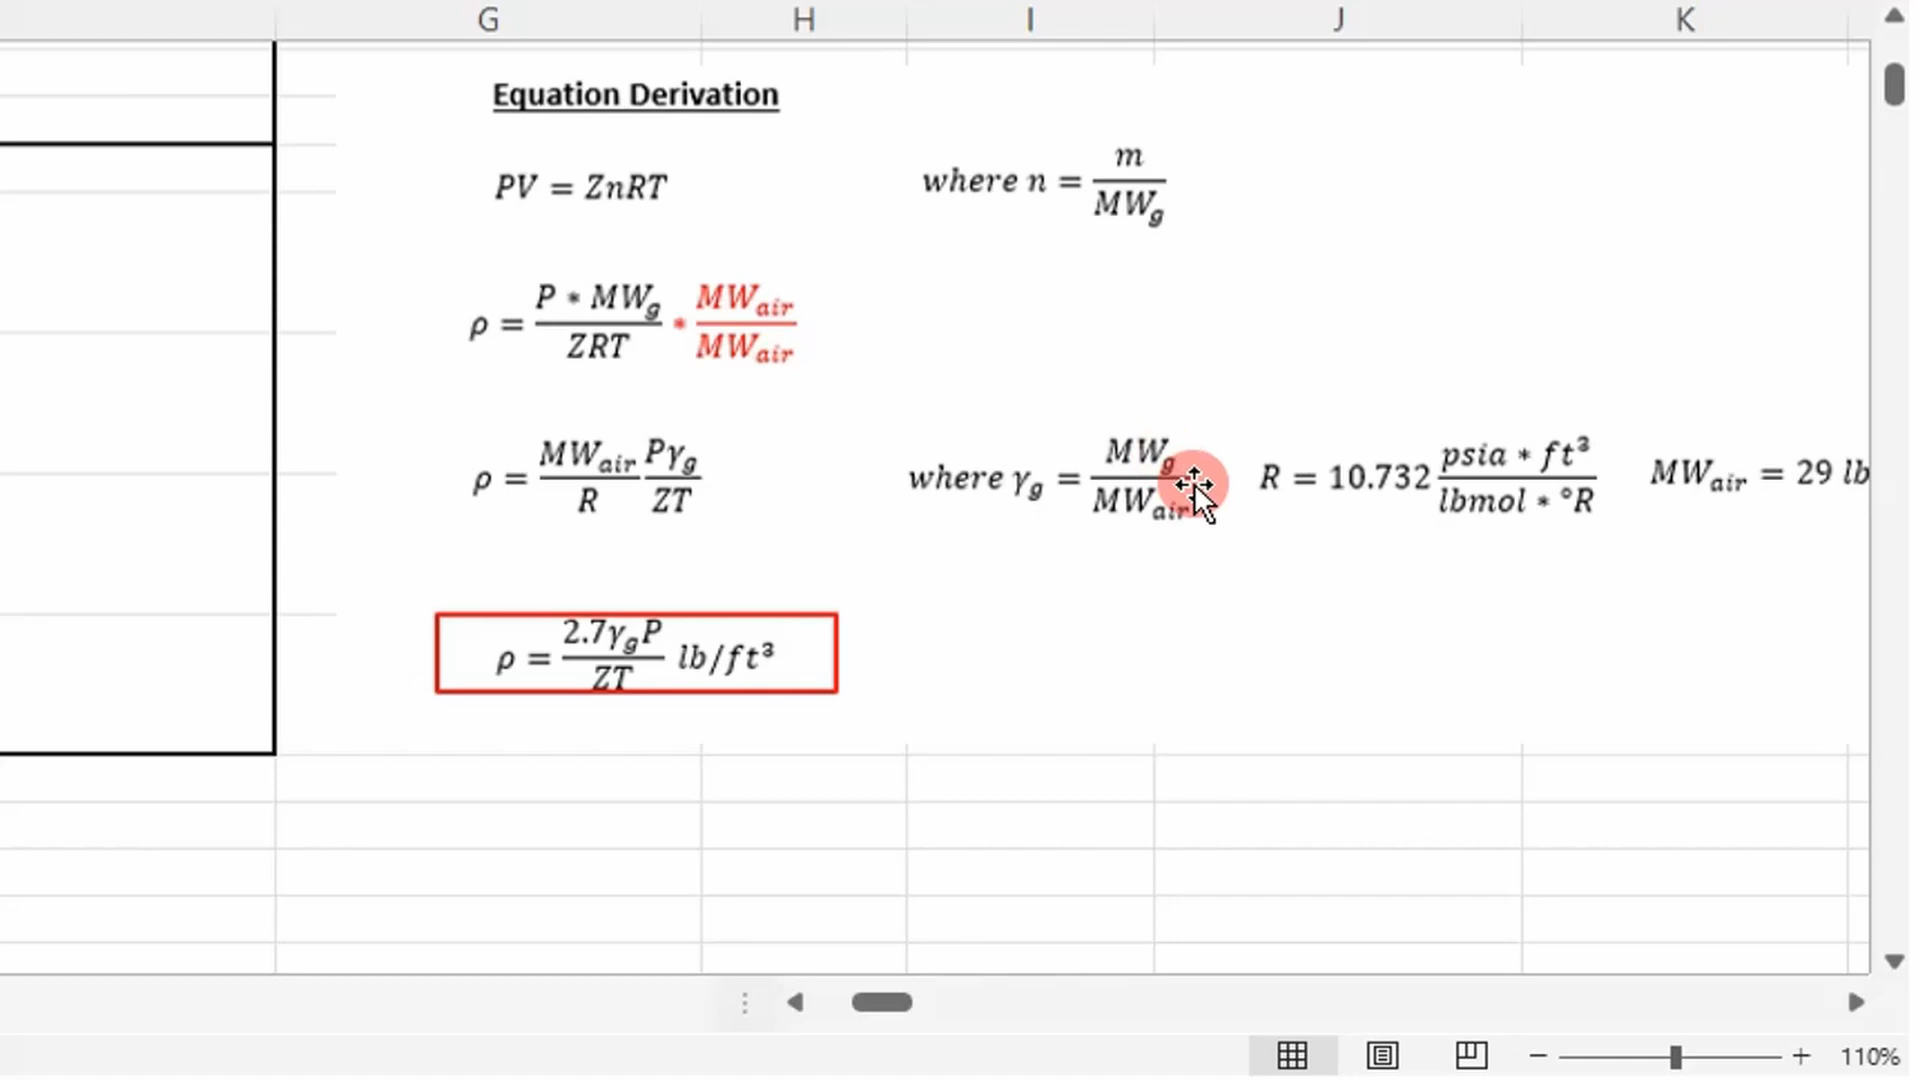 G H I J K
Equation Derivation
PV = ZnRT where n = m / MW_g
ρ = P * MW_g / ZRT * MW_air / MW_air
ρ = MW_air / R Pγ_g / ZT where γ_g = MW_g / MW_air R = 10.732 psia * ft³ / lbmol * °R MW_air = 29 lb
ρ = 2.7γ_gP / ZT lb/ft³
110%